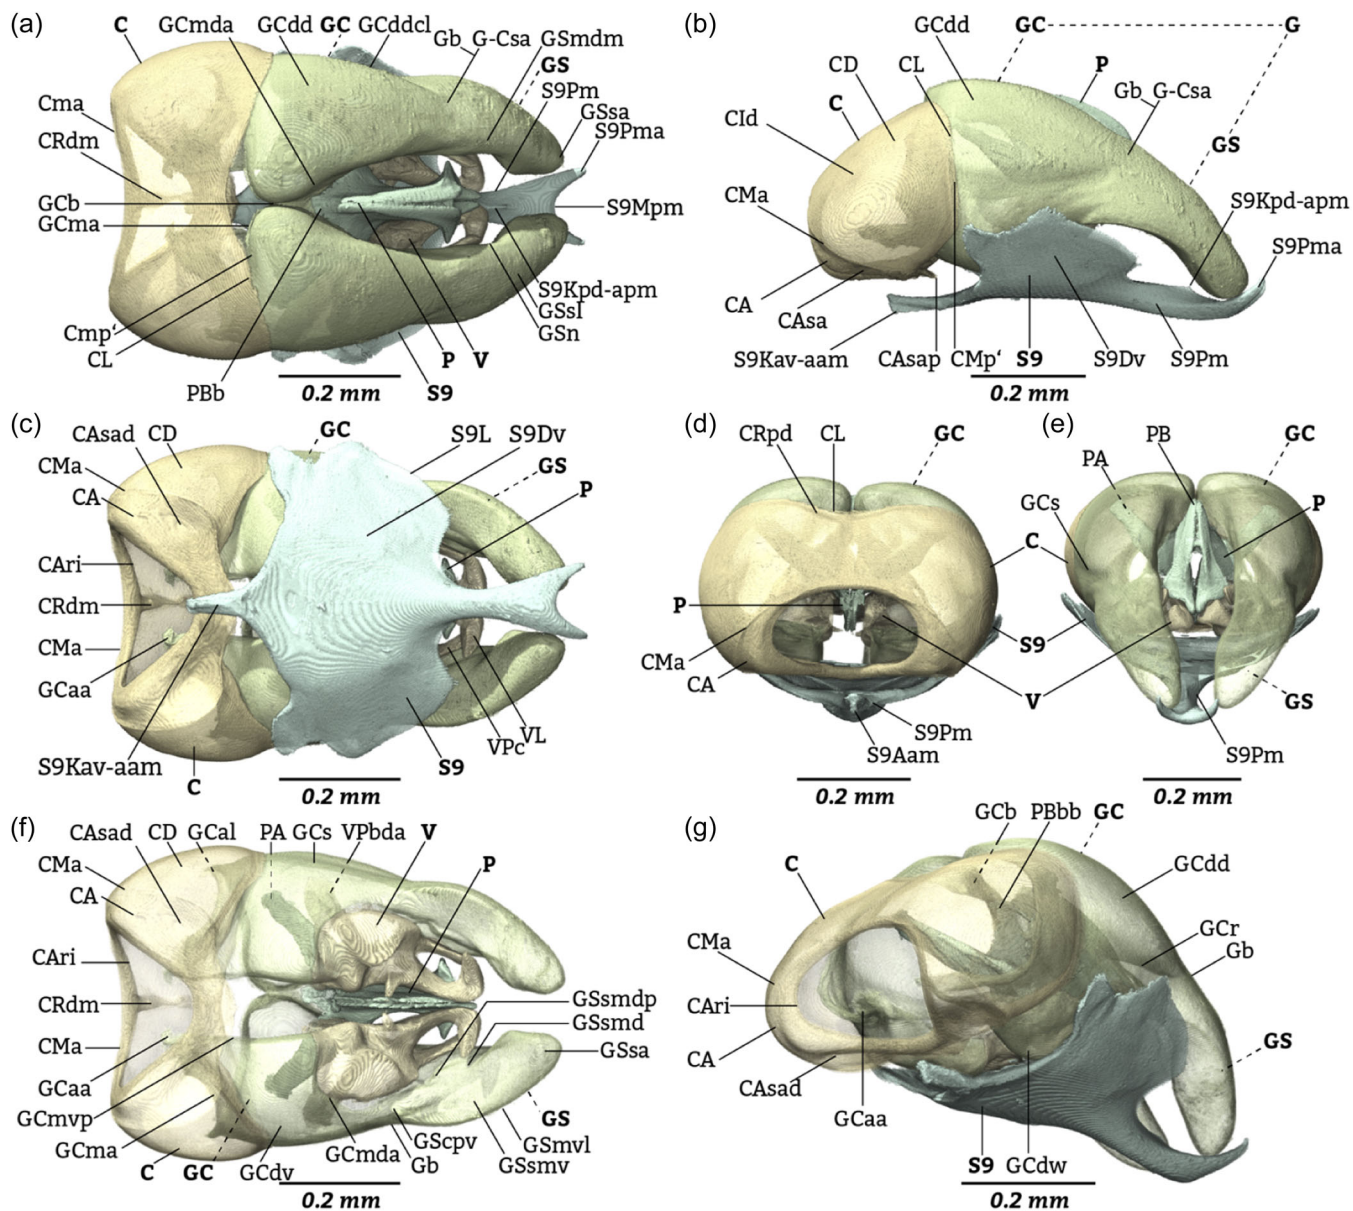 (a)
C
GCmda
GCdd
GC
GCddcl
Gb
G-Csa
GSmdm
GS
S9Pm
GSsa
S9Pma
Cma
CRdm
GCb
GCma
S9Mpm
S9Kpd-apm
GSsl
GSn
Cmp'
CL
PBb
P
V
S9
0.2 mm
(b)
GCdd
GC
G
CD
CL
P
Gb
G-Csa
C
CId
GS
CMa
S9Kpd-apm
S9Pma
CA
CAsa
S9Kav-aam
CAsap
CMp'
S9
S9Dv
S9Pm
0.2 mm
(c)
CAsad
CD
GC
S9L
S9Dv
GS
CMa
CA
P
CAri
CRdm
CMa
GCaa
S9Kav-aam
C
VL
VPc
S9
0.2 mm
(d)
CRpd
CL
GC
C
P
CMa
CA
S9
V
S9Pm
S9Aam
0.2 mm
(e)
PB
GC
PA
GCs
P
GS
S9Pm
0.2 mm
(f)
CAsad
CD
GCal
PA
GCs
VPbda
V
CMa
P
CA
CAri
CRdm
GSsmdp
GSsmd
CMa
GSsa
GCaa
GCmvp
GCma
GS
GScpv
GSmvl
C
GC
GCdv
GCmda
Gb
GSsmv
0.2 mm
(g)
GCb
PBbb
GC
C
GCdd
CMa
GCr
Gb
CAri
CA
GS
CAsad
GCaa
S9
GCdw
0.2 mm